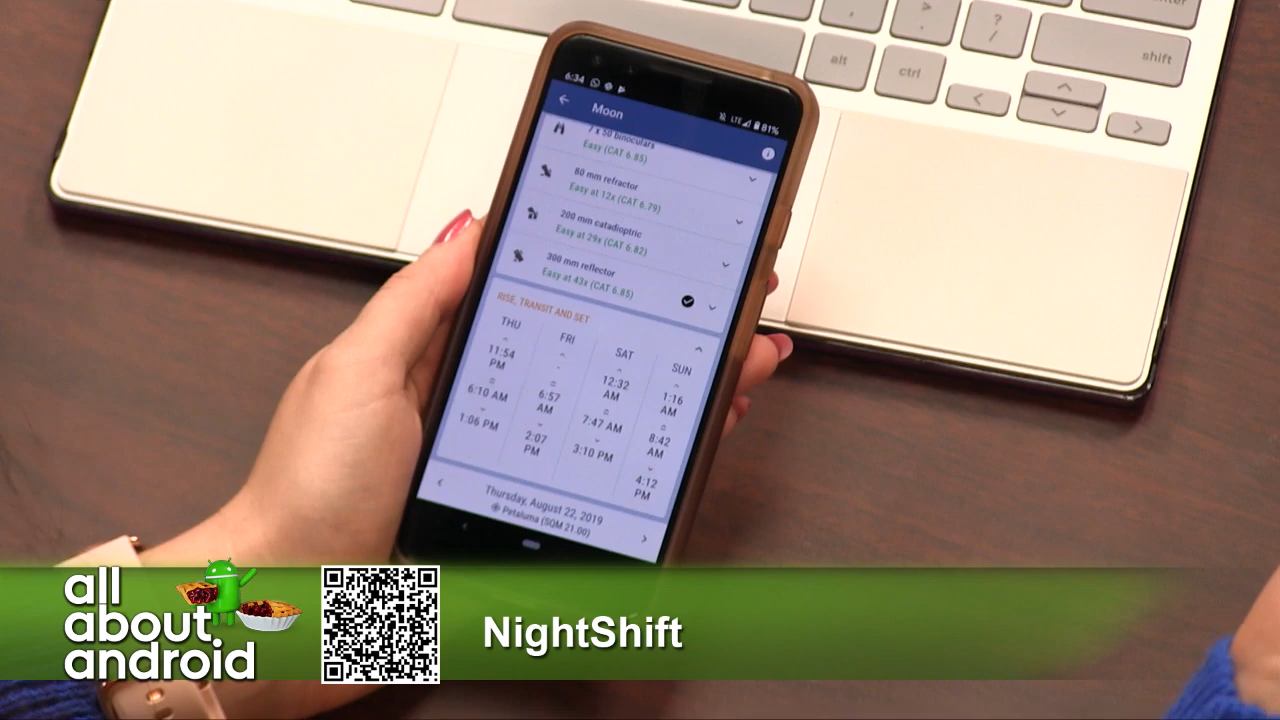 enter
shift
alt
ctrl
6:34
LTE 81%
Moon
7 x 50 binoculars
Easy (CAT 6.85)
80 mm refractor
Easy at 12x (CAT 6.79)
200 mm catadioptric
Easy at 29x (CAT 6.82)
300 mm reflector
Easy at 43x (CAT 6.85)
RISE, TRANSIT AND SET
THU FRI SAT SUN
11:54 PM - 12:32 AM 1:16 AM
6:10 AM 6:57 AM 7:47 AM 8:42 AM
1:06 PM 2:07 PM 3:10 PM 4:12 PM
Thursday, August 22, 2019
Petaluma (SQM 21.00)
all
about
android
NightShift